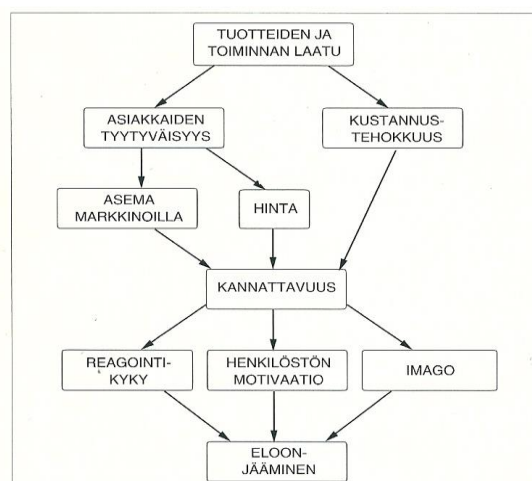 TUOTTEIDEN JA
TOIMINNAN LAATU
ASIAKKAIDEN
TYYTYVÄISYYS
KUSTANNUS-
TEHOKKUUS
ASEMA
MARKKINOILLA
HINTA
KANNATTAVUUS
REAGOINTI-
KYKY
HENKILÖSTÖN
MOTIVAATIO
IMAGO
ELOON-
JÄÄMINEN